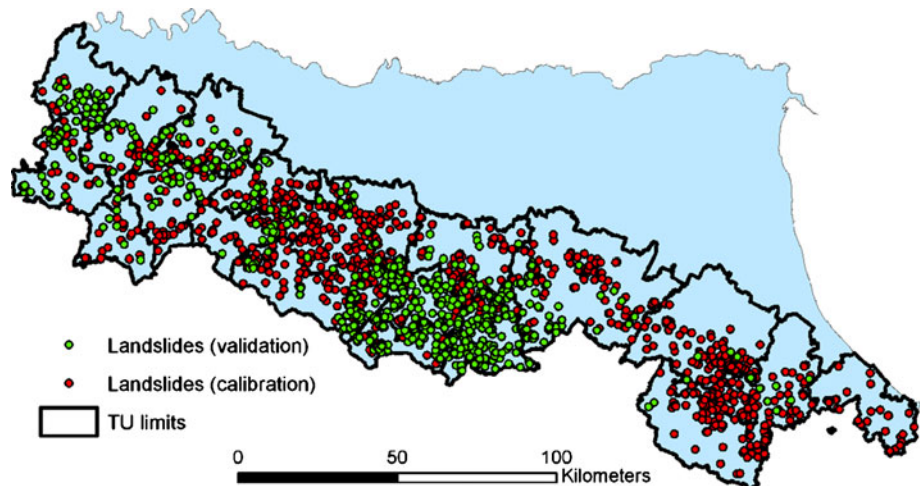 Landslides (validation)
Landslides (calibration)
TU limits
0 50 100
Kilometers